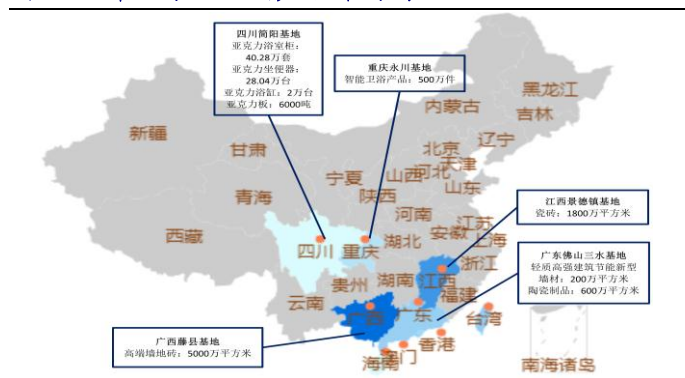 四川简阳基地
亚克力浴室柜：
40.28万套
亚克力坐便器：
28.04万台
亚克力浴缸：2万台
亚克力板：6000吨
重庆永川基地
智能卫浴产品：500万件
黑龙江
内蒙古
吉林
新疆
辽宁
甘肃
北京
天津
宁夏
山西
河北
陕西
山东
青海
河南
江苏
江西景德镇基地
瓷砖：1800万平方米
西藏
四川
重庆
湖北
安徽
上海
浙江
广东佛山三水基地
轻质高强建筑节能新型
墙材：200万平方米
陶瓷制品：600万平方米
贵州
湖南
江西
福建
云南
广西
广东
台湾
广西藤县基地
高端墙地砖：5000万平方米
香港
澳门
海南
南海诸岛